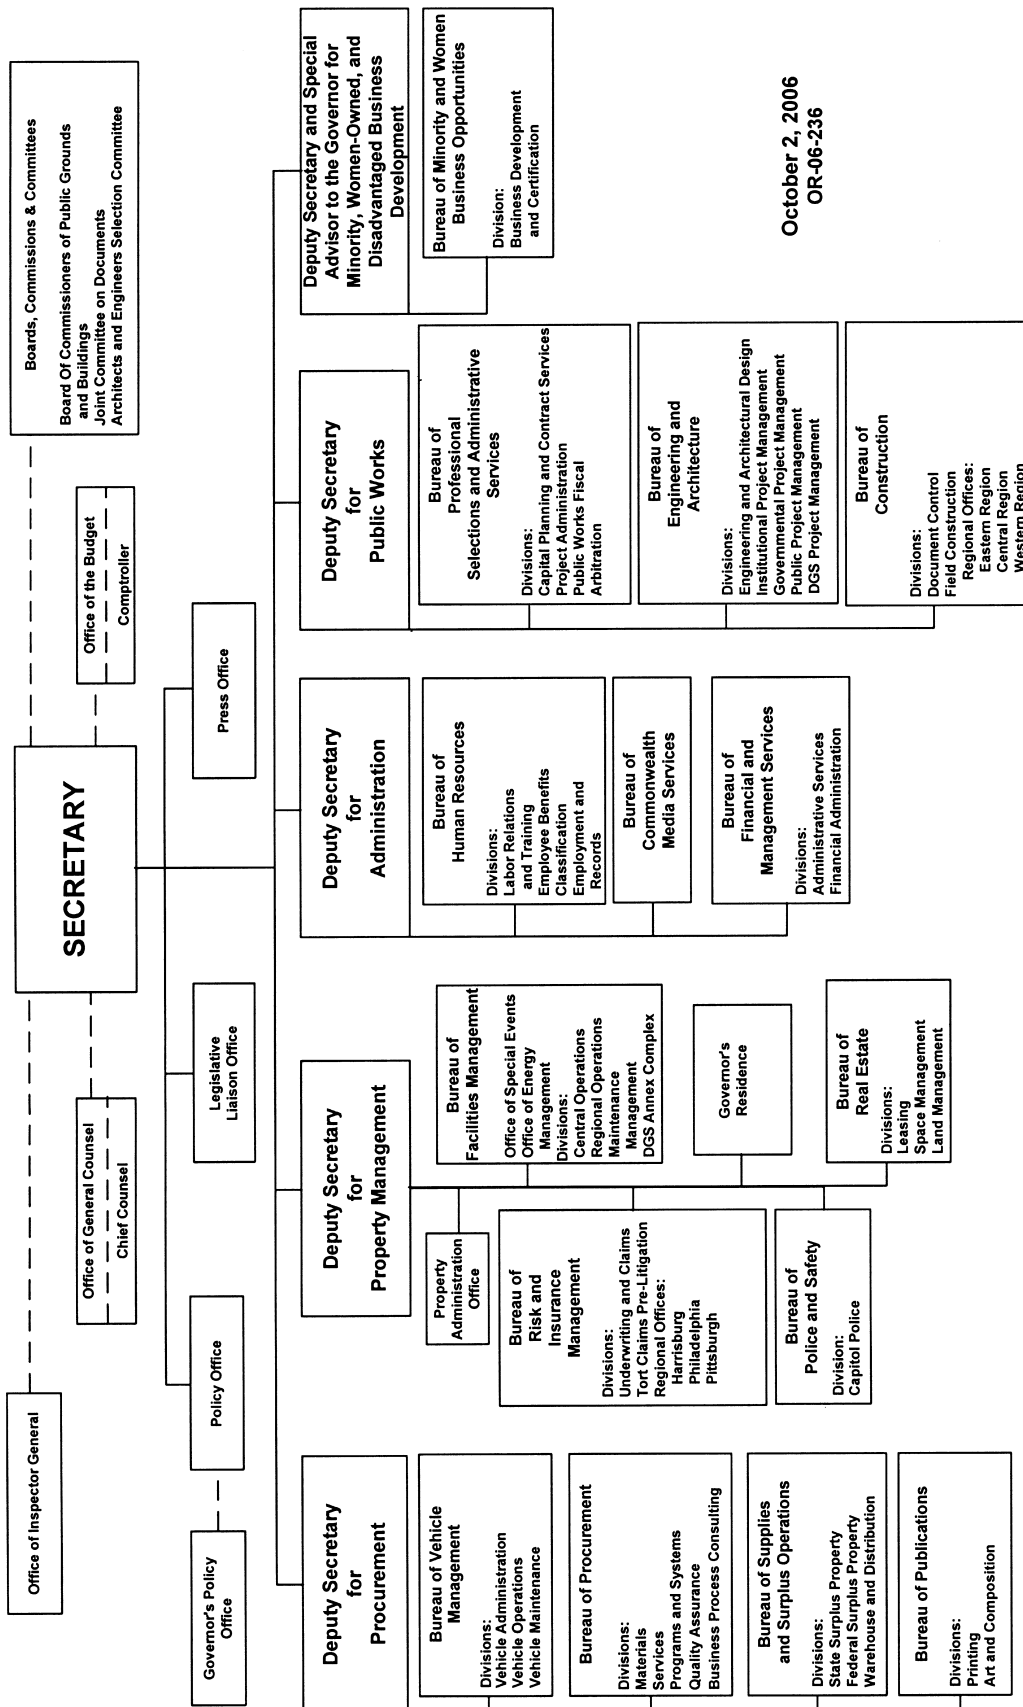 Office of Inspector General
SECRETARY
Boards, Commissions & Committees
Board Of Commissioners of Public Grounds
and Buildings
Joint Committee on Documents
Architects and Engineers Selection Committee
Office of General Counsel
Chief Counsel
Office of the Budget
Comptroller
Governor's Policy
Office
Policy Office
Legislative
Liaison Office
Press Office
Deputy Secretary
for
Procurement
Bureau of Vehicle
Management
Divisions:
Vehicle Administration
Vehicle Operations
Vehicle Maintenance
Bureau of Procurement
Divisions:
Materials
Services
Programs and Systems
Quality Assurance
Business Process Consulting
Bureau of Supplies
and Surplus Operations
Divisions:
State Surplus Property
Federal Surplus Property
Warehouse and Distribution
Bureau of Publications
Divisions:
Printing
Art and Composition
Deputy Secretary
for
Property Management
Property
Administration
Office
Bureau of
Facilities Management
Office of Special Events
Office of Energy
Management
Divisions:
Central Operations
Regional Operations
Maintenance
Management
DGS Annex Complex
Bureau of
Risk and
Insurance
Management
Divisions:
Underwriting and Claims
Tort Claims Pre-Litigation
Regional Offices:
Harrisburg
Philadelphia
Pittsburgh
Governor's
Residence
Bureau of
Police and Safety
Division:
Capitol Police
Bureau of
Real Estate
Divisions:
Leasing
Space Management
Land Management
Deputy Secretary
for
Administration
Bureau of
Human Resources
Divisions:
Labor Relations
and Training
Employee Benefits
Classification
Employment and
Records
Bureau of
Commonwealth
Media Services
Bureau of
Financial and
Management Services
Divisions:
Administrative Services
Financial Administration
Deputy Secretary
for
Public Works
Bureau of
Professional
Selections and Administrative
Services
Divisions:
Capital Planning and Contract Services
Project Administration
Public Works Fiscal
Arbitration
Bureau of
Engineering and
Architecture
Divisions:
Engineering and Architectural Design
Institutional Project Management
Governmental Project Management
Public Project Management
DGS Project Management
Bureau of
Construction
Divisions:
Document Control
Field Construction
Regional Offices:
Eastern Region
Central Region
Western Region
Deputy Secretary and Special
Advisor to the Governor for
Minority, Women-Owned, and
Disadvantaged Business
Development
Bureau of Minority and Women
Business Opportunities
Division:
Business Development
and Certification
October 2, 2006
OR-06-236